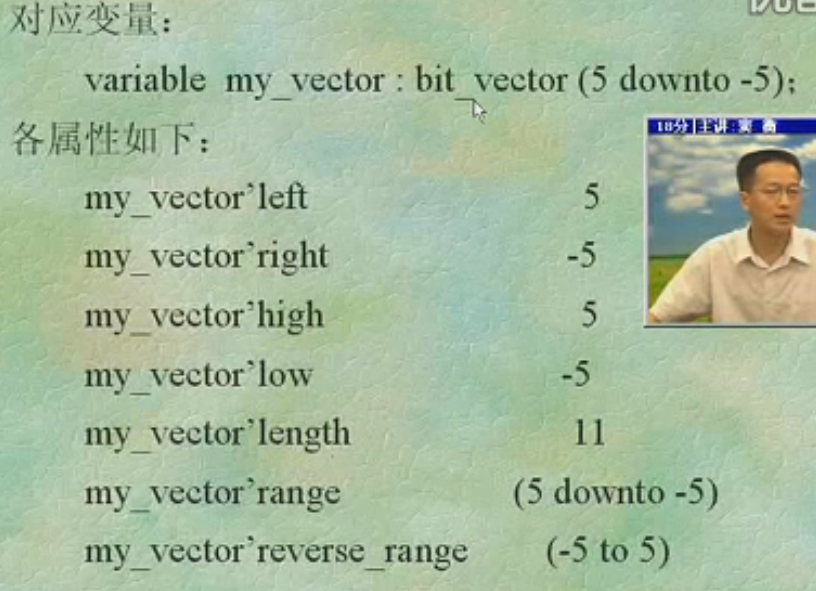 对应变量：
variable my_vector : bit_vector (5 downto -5);
各属性如下：
18分 主讲:
my_vector’left 5
my_vector’right -5
my_vector’high 5
my_vector’low -5
my_vector’length 11
my_vector’range (5 downto -5)
my_vector’reverse_range (-5 to 5)